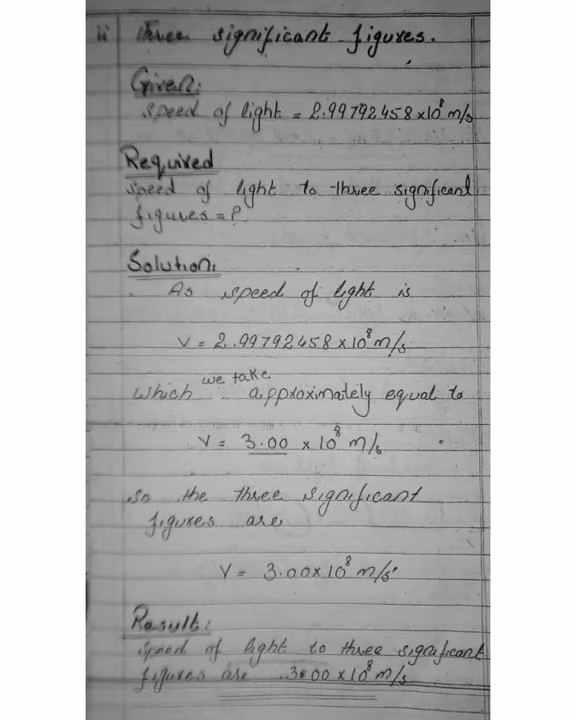 ii three significant figures.
Given:
speed of light = 2.99792458×10⁸ m/s
Required
speed of light to three significant
figures = ?
Solution:
As speed of light is
V = 2.99792458×10⁸ m/s
which we take approximately equal to
V = 3.00 × 10⁸ m/s
so the three significant
figures are
V = 3.00×10⁸ m/s
Result:
speed of light to three significant
figures are 3.00×10⁸ m/s